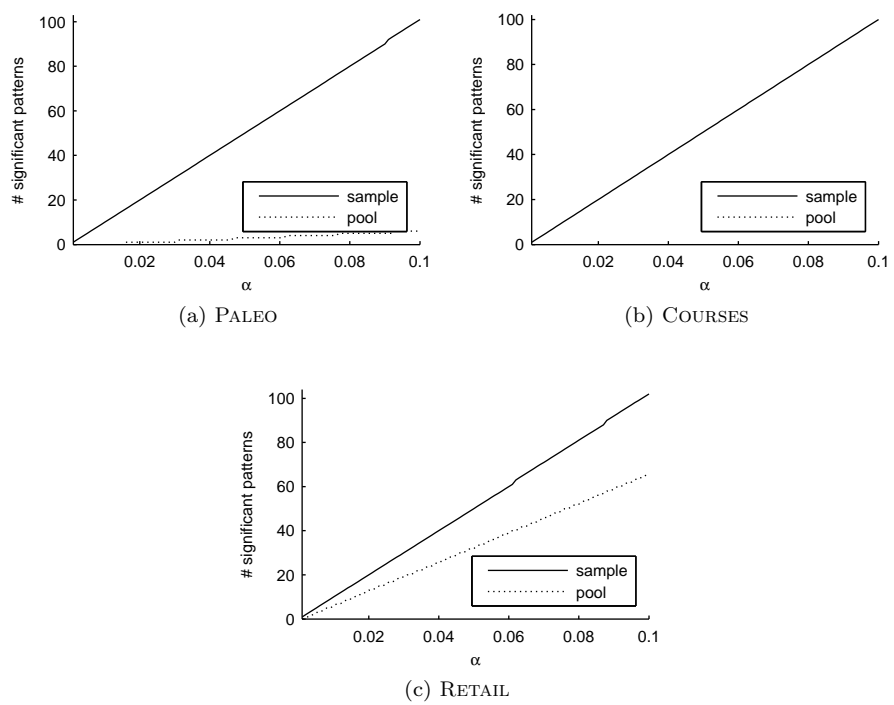 100
80
60
40
20
0
# significant patterns
sample
pool
0.02
0.04
0.06
0.08
0.1
α
(a) PALEO
100
80
60
40
20
0
# significant patterns
sample
pool
0.02
0.04
0.06
0.08
0.1
α
(b) COURSES
100
80
60
40
20
0
# significant patterns
sample
pool
0.02
0.04
0.06
0.08
0.1
α
(c) RETAIL